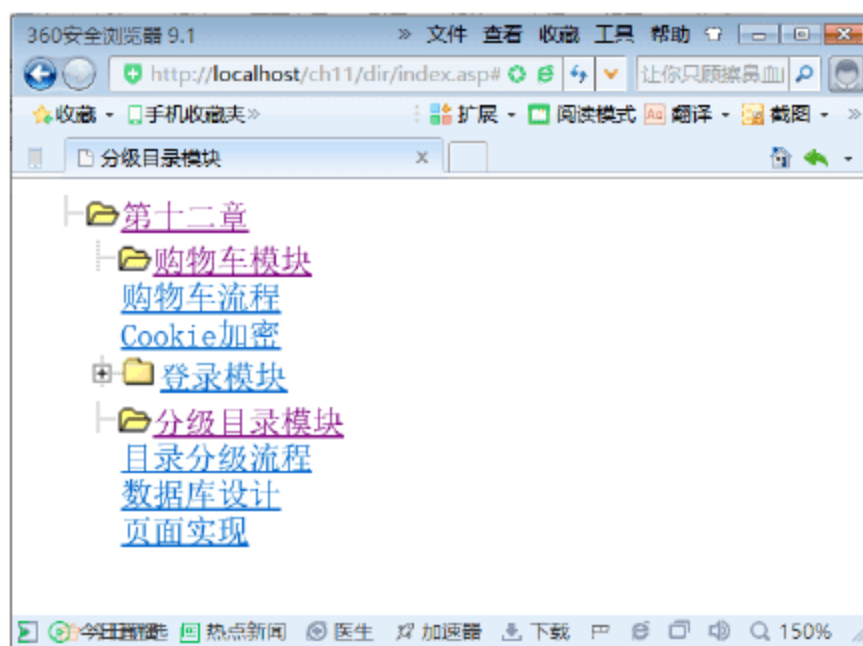 360安全浏览器 9.1 » 文件 查看 收藏 工具 帮助
http://localhost/ch11/dir/index.asp# 让你只顾擦鼻血
收藏 手机收藏夹» 扩展 阅读模式 Aa 翻译 截图 »
分级目录模块 x
第十二章
购物车模块
购物车流程
Cookie加密
登录模块
分级目录模块
目录分级流程
数据库设计
页面实现
热点新闻 医生 加速器 下载 150%